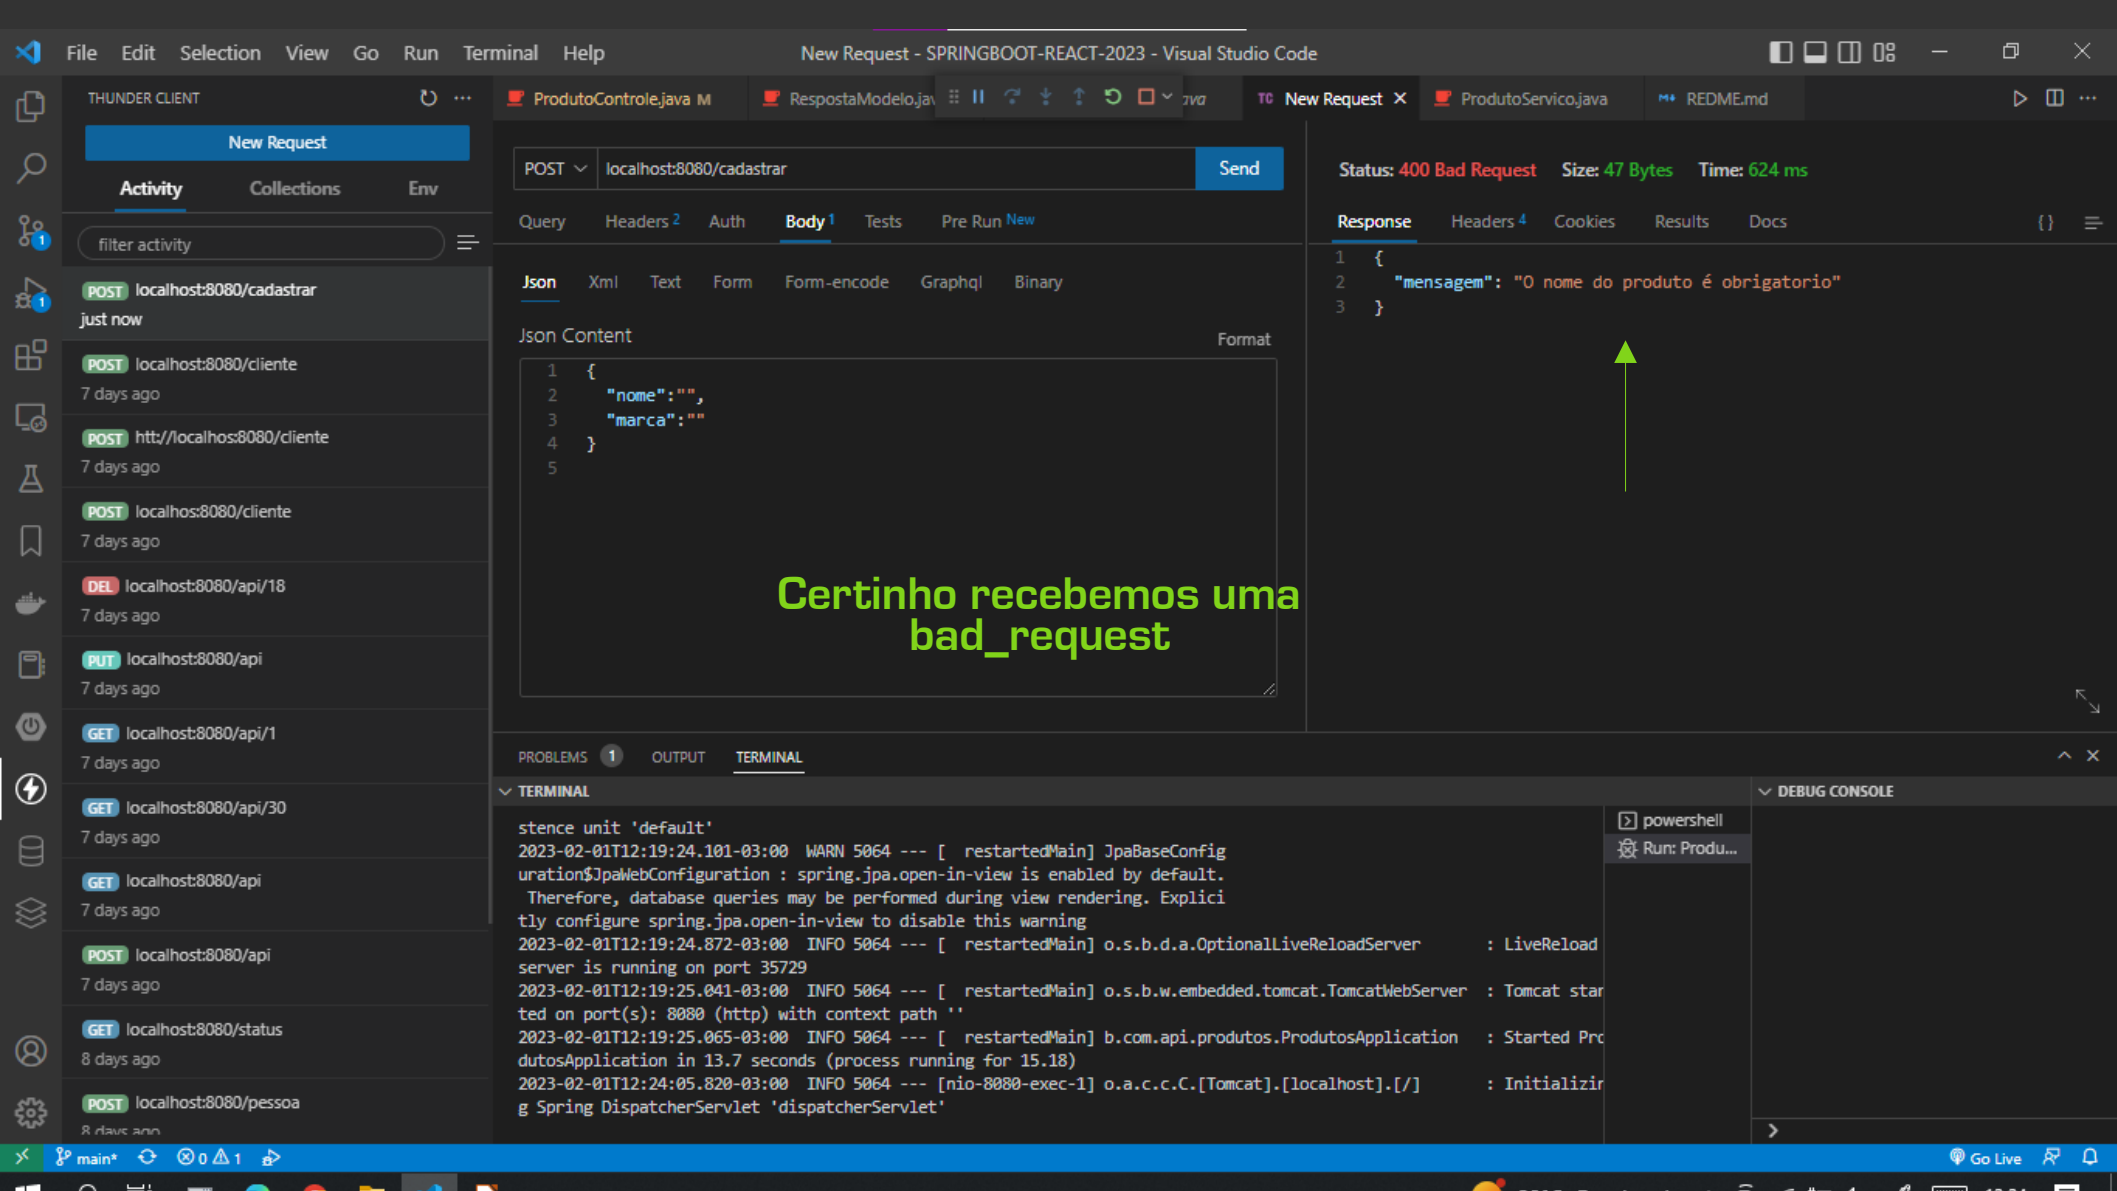 File Edit Selection View Go Run Terminal Help
New Request - SPRINGBOOT-REACT-2023 - Visual Studio Code
THUNDER CLIENT
ProdutoControle.java M
RespostaModelo.jav
ava
TC New Request
ProdutoServico.java
REDME.md
New Request
Activity Collections Env
filter activity
POST localhost:8080/cadastrar
just now
POST localhost:8080/cliente
7 days ago
POST htt://localhos:8080/cliente
7 days ago
POST localhos:8080/cliente
7 days ago
DEL localhost:8080/api/18
7 days ago
PUT localhost:8080/api
7 days ago
GET localhost:8080/api/1
7 days ago
GET localhost:8080/api/30
7 days ago
GET localhost:8080/api
7 days ago
POST localhost:8080/api
7 days ago
GET localhost:8080/status
8 days ago
POST localhost:8080/pessoa
8 days ago
1
1
POST localhost:8080/cadastrar Send
Query Headers 2 Auth Body 1 Tests Pre Run New
Json Xml Text Form Form-encode Graphql Binary
Json Content Format
1 {
2 "nome":"",
3 "marca":""
4 }
5
Certinho recebemos uma
bad_request
Status: 400 Bad Request Size: 47 Bytes Time: 624 ms
Response Headers 4 Cookies Results Docs {}
1 {
2 "mensagem": "O nome do produto é obrigatorio"
3 }
PROBLEMS 1 OUTPUT TERMINAL
TERMINAL
stence unit 'default'
2023-02-01T12:19:24.101-03:00 WARN 5064 --- [ restartedMain] JpaBaseConfig
uration$JpaWebConfiguration : spring.jpa.open-in-view is enabled by default.
Therefore, database queries may be performed during view rendering. Explici
tly configure spring.jpa.open-in-view to disable this warning
2023-02-01T12:19:24.872-03:00 INFO 5064 --- [ restartedMain] o.s.b.d.a.OptionalLiveReloadServer : LiveReload
server is running on port 35729
2023-02-01T12:19:25.041-03:00 INFO 5064 --- [ restartedMain] o.s.b.w.embedded.tomcat.TomcatWebServer : Tomcat star
ted on port(s): 8080 (http) with context path ''
2023-02-01T12:19:25.065-03:00 INFO 5064 --- [ restartedMain] b.com.api.produtos.ProdutosApplication : Started Pro
dutosApplication in 13.7 seconds (process running for 15.18)
2023-02-01T12:24:05.820-03:00 INFO 5064 --- [nio-8080-exec-1] o.a.c.c.C.[Tomcat].[localhost].[/] : Initializin
g Spring DispatcherServlet 'dispatcherServlet'
powershell
Run: Produ...
DEBUG CONSOLE
main* 0 1
Go Live